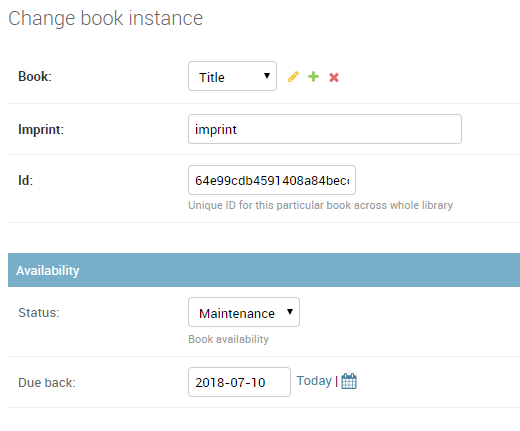 Change book instance
Book: Title
Imprint: imprint
Id: 64e99cdb4591408a84bec
Unique ID for this particular book across whole library
Availability
Status: Maintenance
Book availability
Due back: 2018-07-10 Today |